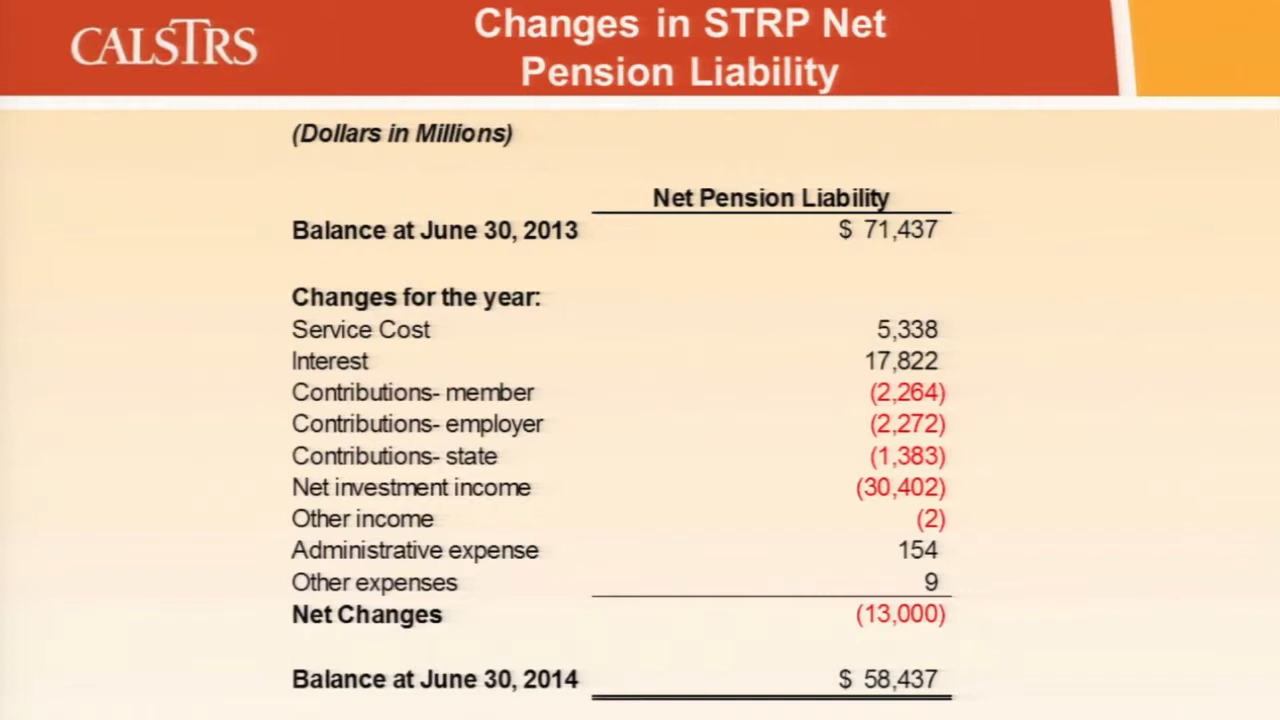 CALSTRS
Changes in STRP Net
Pension Liability
(Dollars in Millions)
Net Pension Liability
Balance at June 30, 2013 $ 71,437
Changes for the year:
Service Cost 5,338
Interest 17,822
Contributions- member (2,264)
Contributions- employer (2,272)
Contributions- state (1,383)
Net investment income (30,402)
Other income (2)
Administrative expense 154
Other expenses 9
Net Changes (13,000)
Balance at June 30, 2014 $ 58,437